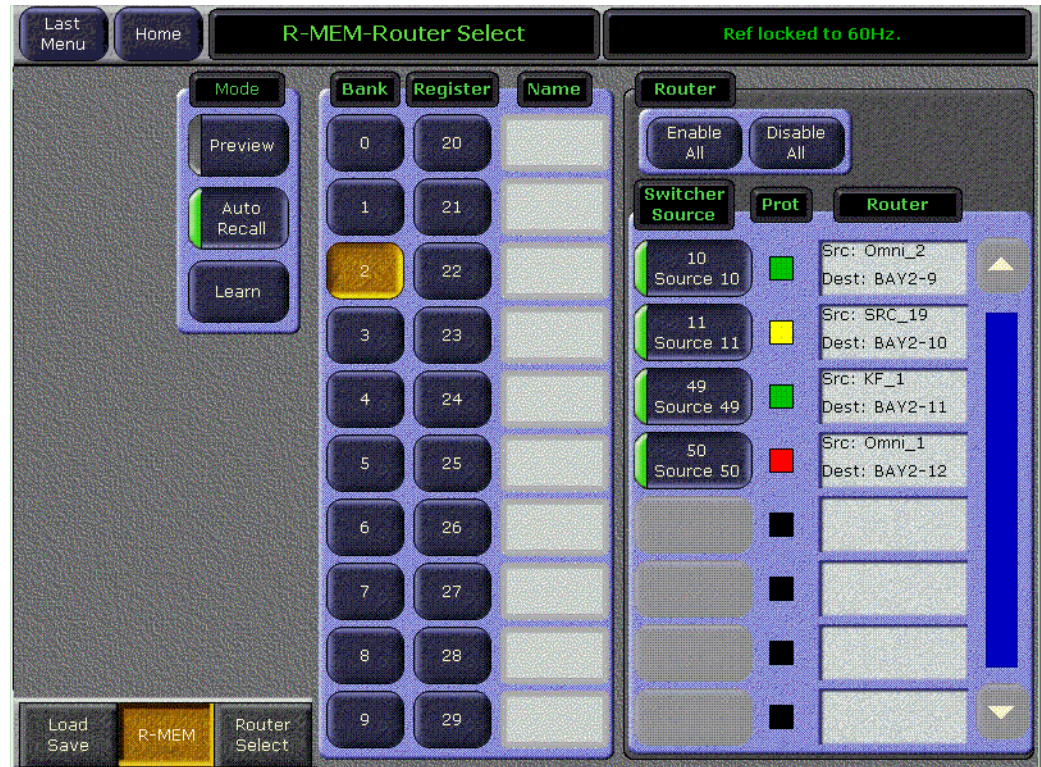 Last
Menu
Home
R-MEM-Router Select
Ref locked to 60Hz.
Mode
Preview
Auto
Recall
Learn
Bank
Register
Name
0
20
1
21
2
22
3
23
4
24
5
25
6
26
7
27
8
28
9
29
Router
Enable
All
Disable
All
Switcher
Source
Prot
Router
10
Source 10
Src: Omni_2
Dest: BAY2-9
11
Source 11
Src: SRC_19
Dest: BAY2-10
49
Source 49
Src: KF_1
Dest: BAY2-11
50
Source 50
Src: Omni_1
Dest: BAY2-12
Load
Save
R-MEM
Router
Select